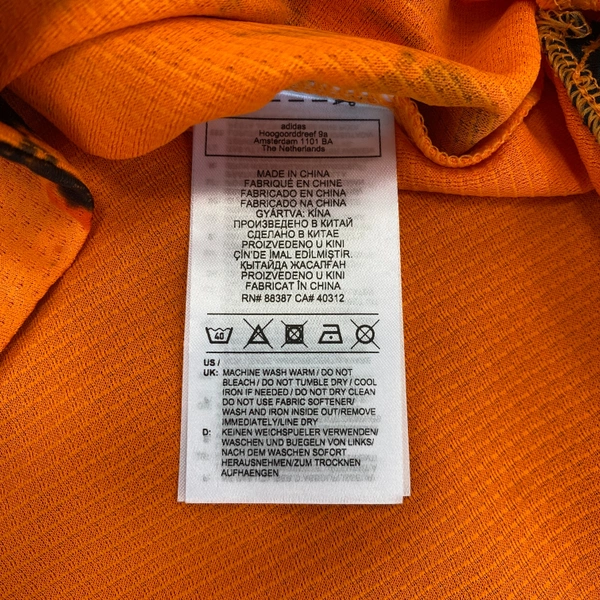 adidas
Hoogoorddreef 9a
Amsterdam 1101 BA
The Netherlands
MADE IN CHINA
FABRIQUÉ EN CHINE
FABRICADO EN CHINA
FABRICADO NA CHINA
GYÁRTVA: KÍNA
ПРОИЗВЕДЕНО В КИТАЙ
СДЕЛАНО В КИТАЕ
PROIZVEDENO U KINI
ÇİN'DE İMAL EDİLMİŞTİR.
ҚЫТАЙДА ЖАСАЛҒАН
PROIZVEDENO U KINI
FABRICAT ÎN CHINA
RN# 88387 CA# 40312
40
US /
UK: MACHINE WASH WARM / DO NOT
BLEACH / DO NOT TUMBLE DRY / COOL
IRON IF NEEDED / DO NOT DRY CLEAN
DO NOT USE FABRIC SOFTENER/
WASH AND IRON INSIDE OUT/REMOVE
IMMEDIATELY/LINE DRY
D: KEINEN WEICHSPUELER VERWENDEN/
WASCHEN UND BUEGELN VON LINKS/
NACH DEM WASCHEN SOFORT
HERAUSNEHMEN/ZUM TROCKNEN
AUFHAENGEN